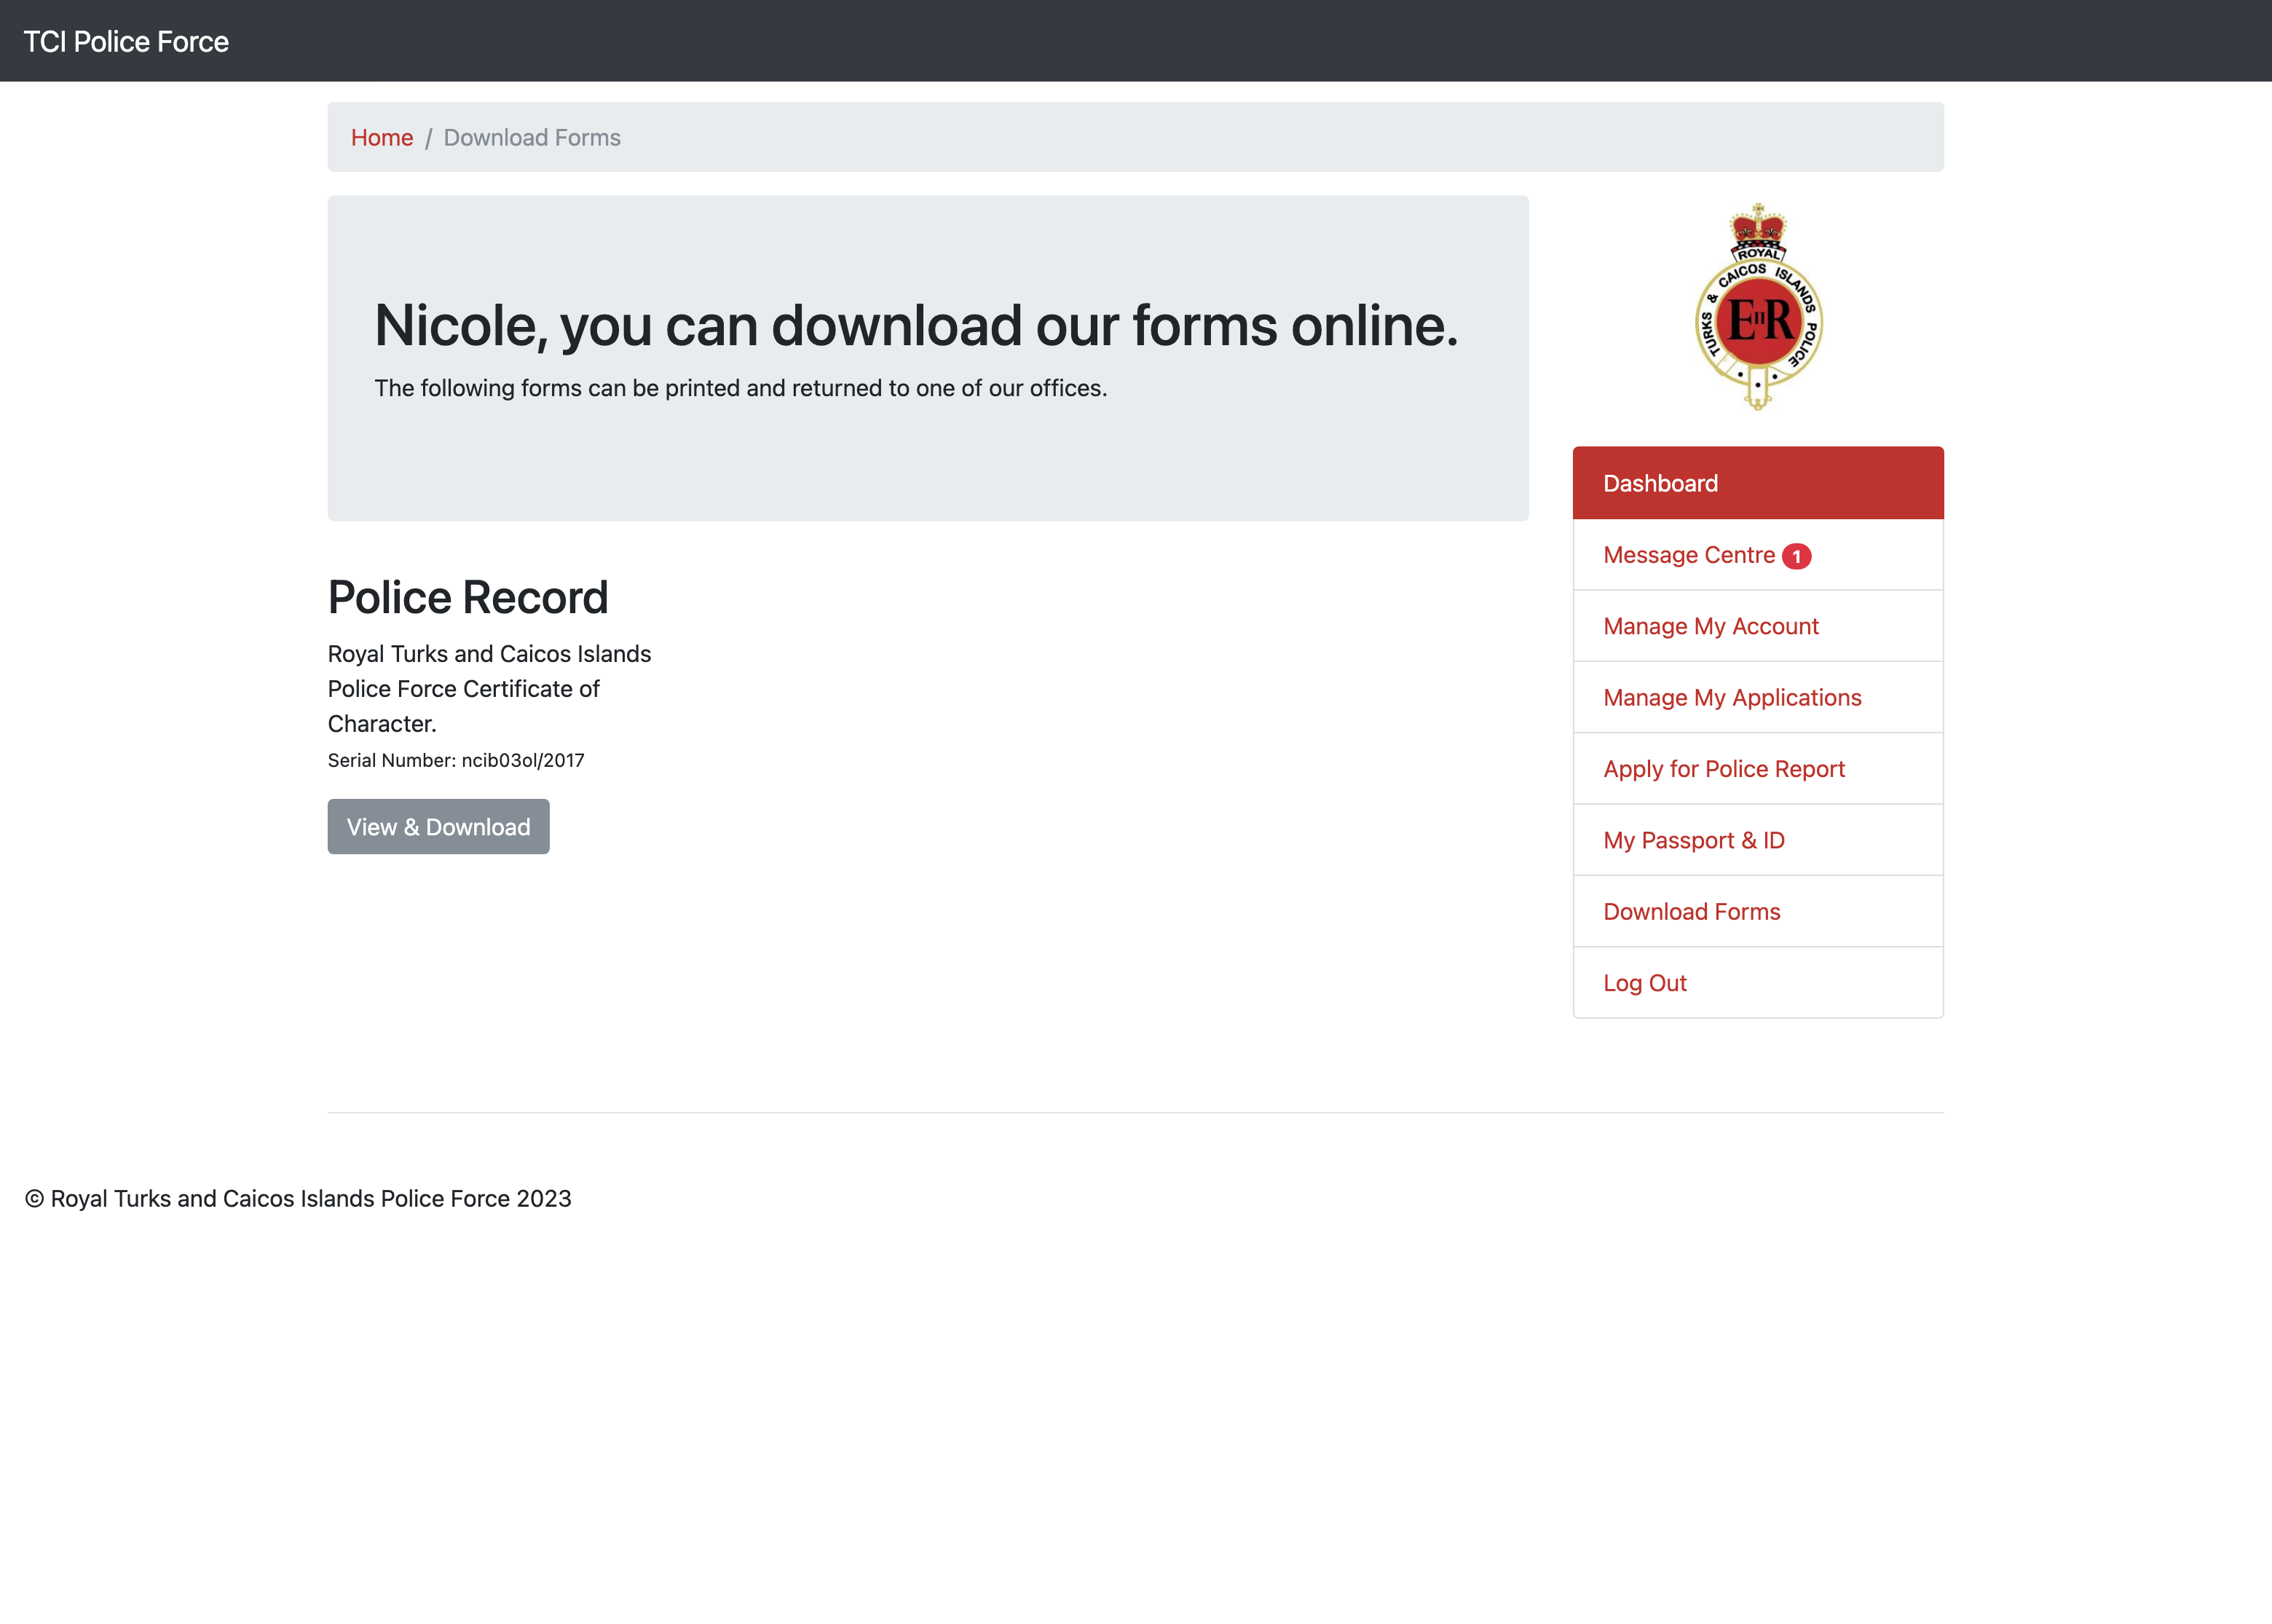 TCI Police Force
Home / Download Forms
Nicole, you can download our forms online.
The following forms can be printed and returned to one of our offices.
ROYAL
TURKS & CAICOS ISLANDS POLICE
EIIR
Police Record
Royal Turks and Caicos Islands
Police Force Certificate of
Character.
Serial Number: ncib03ol/2017
View & Download
Dashboard
Message Centre 1
Manage My Account
Manage My Applications
Apply for Police Report
My Passport & ID
Download Forms
Log Out
© Royal Turks and Caicos Islands Police Force 2023